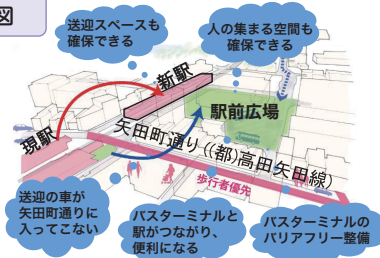 図
送迎スペースも
確保できる
人の集まる空間も
確保できる
新駅
駅前広場
現駅
矢田町通り((都)高田矢田線)
歩行者優先
送迎の車が
矢田町通りに
入ってこない
バスターミナルと
駅がつながり、
便利になる
バスターミナルの
バリアフリー整備